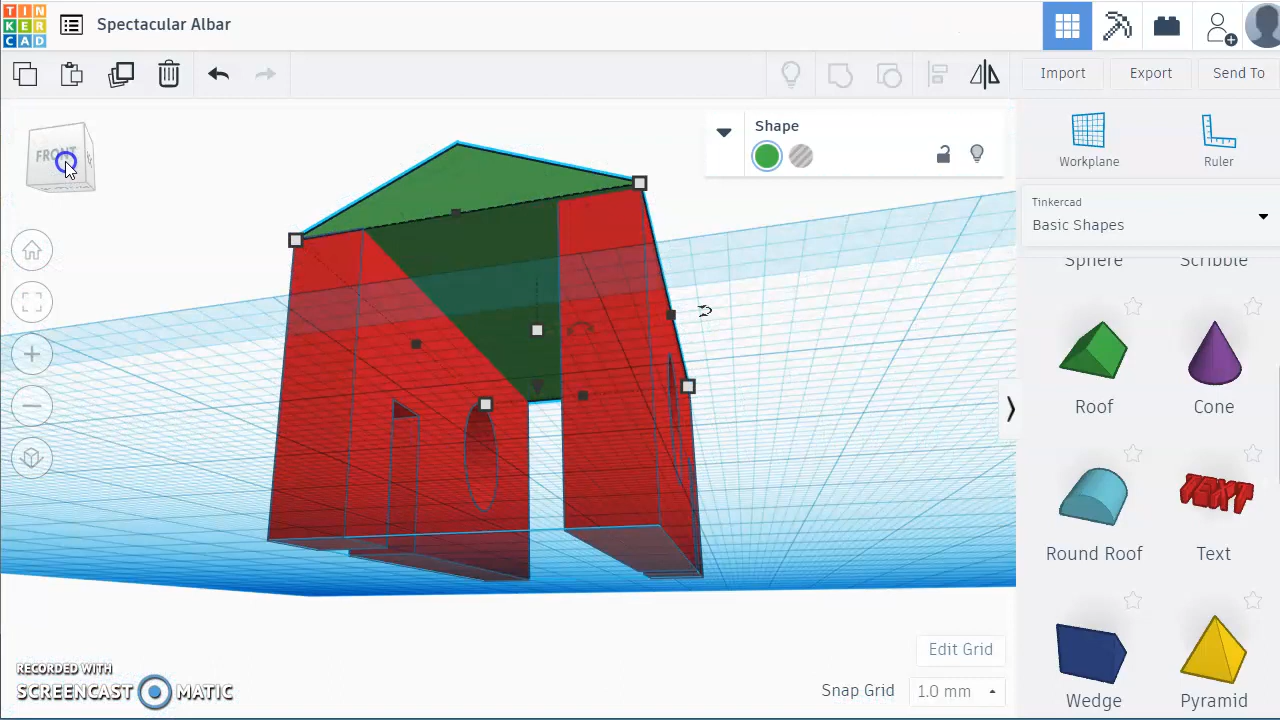 TIN
KER
CAD
Spectacular Albar
Import
Export
Send To
FRONT
Shape
Workplane
Ruler
Tinkercad
Basic Shapes
Sphere
Scribble
Roof
Cone
Round Roof
TEXT
Text
Wedge
Pyramid
Edit Grid
Snap Grid
1.0 mm
RECORDED WITH
SCREENCAST MATIC